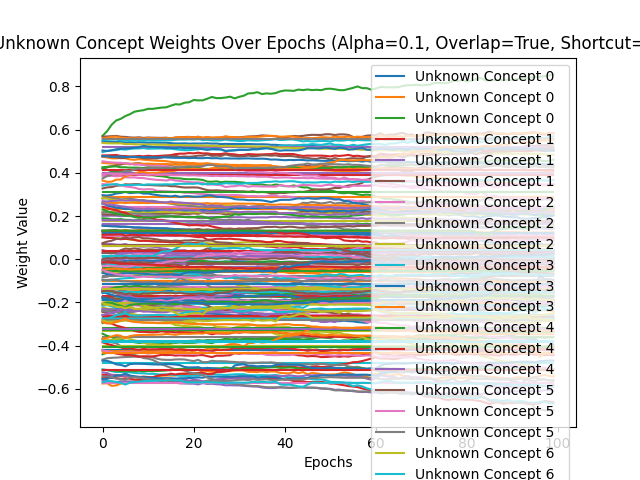 Unknown Concept Weights Over Epochs (Alpha=0.1, Overlap=True, Shortcut=
Weight Value
0.8
0.6
0.4
0.2
0.0
−0.2
−0.4
−0.6
Unknown Concept 0
Unknown Concept 0
Unknown Concept 0
Unknown Concept 1
Unknown Concept 1
Unknown Concept 1
Unknown Concept 2
Unknown Concept 2
Unknown Concept 2
Unknown Concept 3
Unknown Concept 3
Unknown Concept 3
Unknown Concept 4
Unknown Concept 4
Unknown Concept 4
Unknown Concept 5
Unknown Concept 5
Unknown Concept 5
Unknown Concept 6
Unknown Concept 6
0 20 40 60 80 100
Epochs